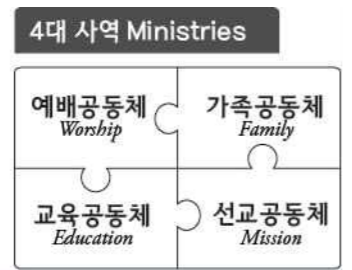 4대 사역 Ministries
예배공동체
Worship
가족공동체
Family
교육공동체
Education
선교공동체
Mission